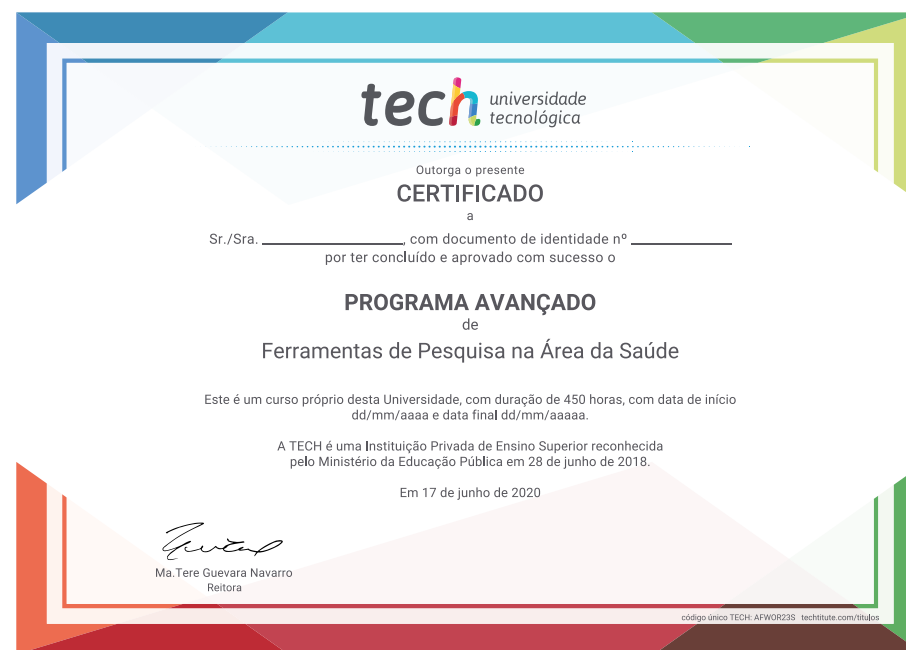 tech universidade
tecnológica
Outorga o presente
CERTIFICADO
a
Sr./Sra. ________________, com documento de identidade nº ____________
por ter concluído e aprovado com sucesso o
PROGRAMA AVANÇADO
de
Ferramentas de Pesquisa na Área da Saúde
Este é um curso próprio desta Universidade, com duração de 450 horas, com data de início
dd/mm/aaaa e data final dd/mm/aaaaa.
A TECH é uma Instituição Privada de Ensino Superior reconhecida
pelo Ministério da Educação Pública em 28 de junho de 2018.
Em 17 de junho de 2020
Ma.Tere Guevara Navarro
Reitora
código único TECH: AFWOR23S techtitute.com/titulos